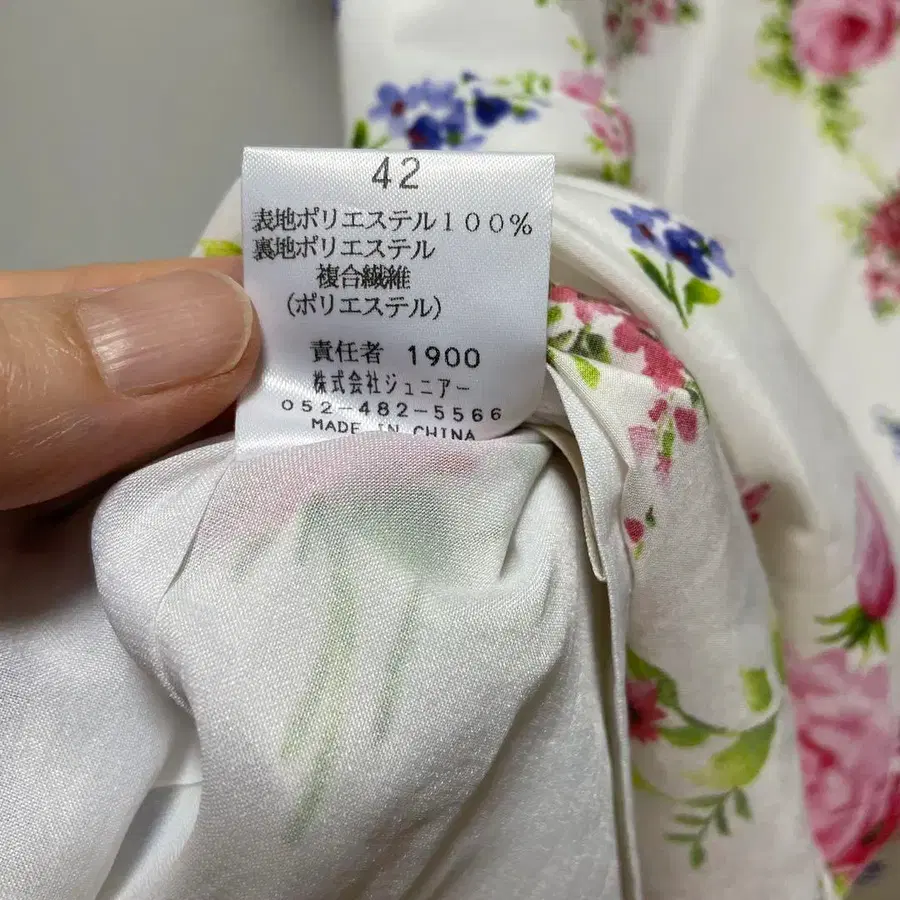 42
表地ポリエステル100%
裏地ポリエステル
複合繊維
(ポリエステル)
責任者 1900
株式会社ジュニアー
052-482-5566
MADE IN CHINA